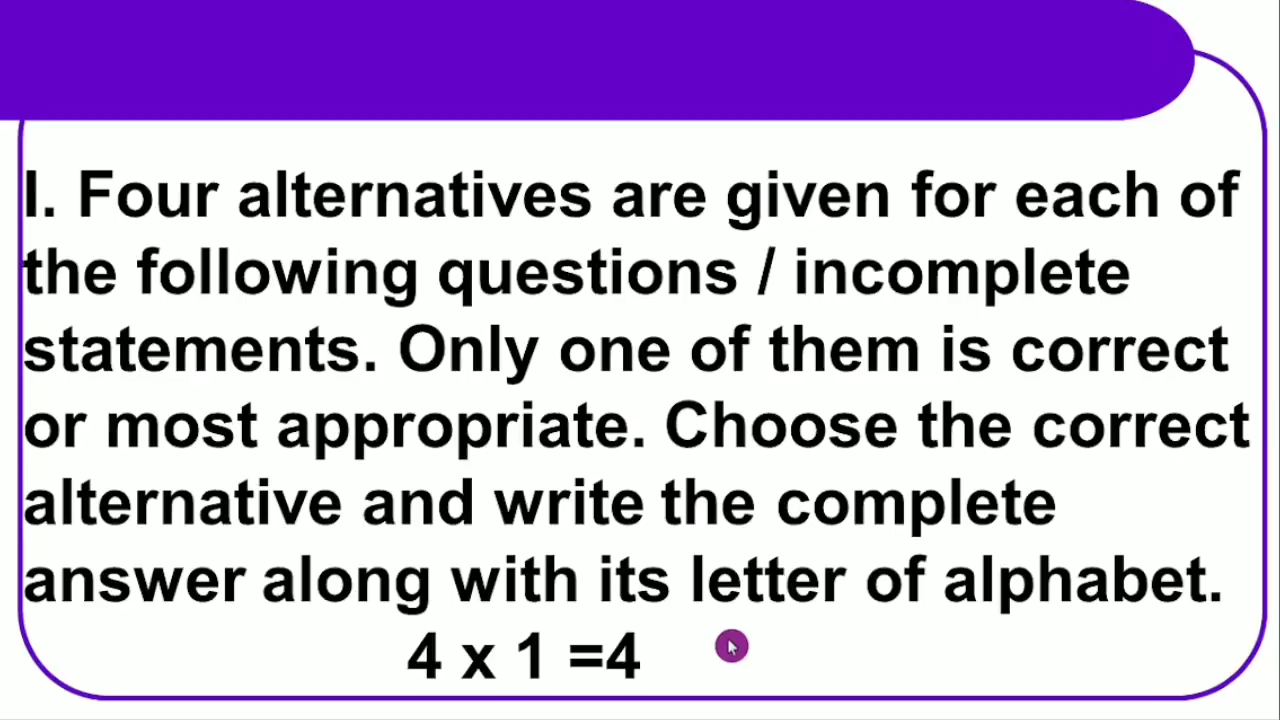 I. Four alternatives are given for each of
the following questions / incomplete
statements. Only one of them is correct
or most appropriate. Choose the correct
alternative and write the complete
answer along with its letter of alphabet.
4 x 1 =4